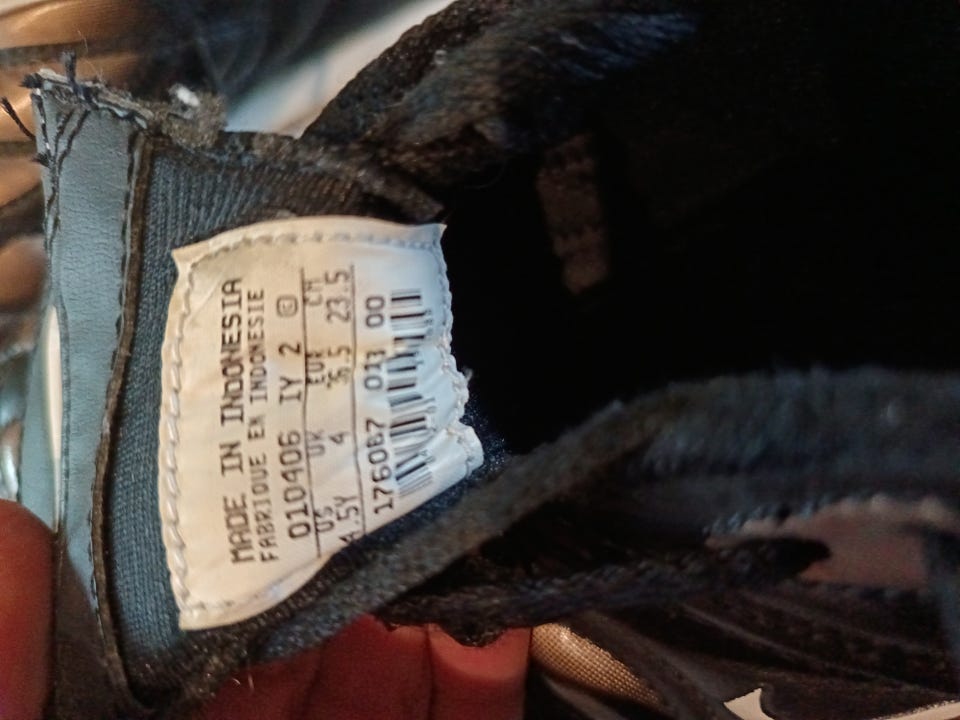 MADE IN INDONESIA
FABRIQUE EN INDONESIE
010406 IY 2 ©
US UK EUR CM
4.5Y 4 36.5 23.5
176067 013 00